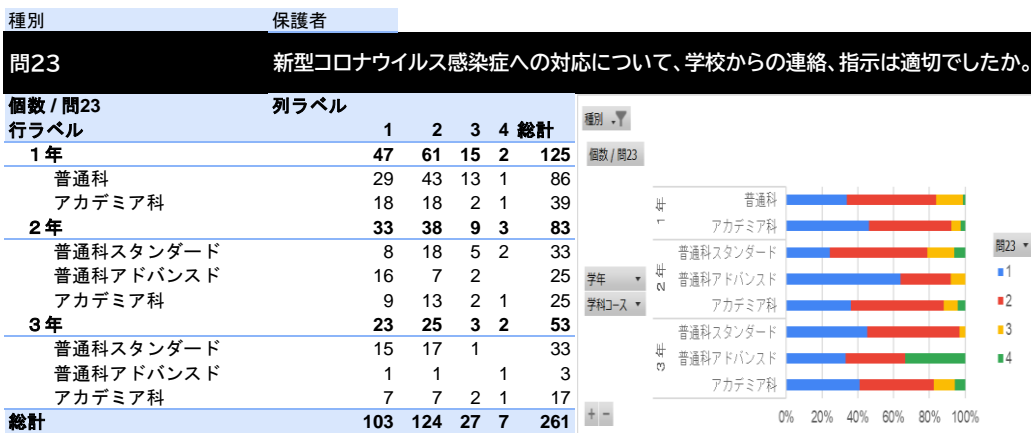 種別 保護者
問23 新型コロナウイルス感染症への対応について、学校からの連絡、指示は適切でしたか。
個数 / 問23 列ラベル
行ラベル 1 2 3 4 総計
1年 47 61 15 2 125
普通科 29 43 13 1 86
アカデミア科 18 18 2 1 39
2年 33 38 9 3 83
普通科スタンダード 8 18 5 2 33
普通科アドバンスド 16 7 2 25
アカデミア科 9 13 2 1 25
3年 23 25 3 2 53
普通科スタンダード 15 17 1 33
普通科アドバンスド 1 1 1 3
アカデミア科 7 7 2 1 17
総計 103 124 27 7 261
種別
個数 / 問23
学年
学科コース
1年
普通科
アカデミア科
2年
普通科スタンダード
普通科アドバンスド
アカデミア科
3年
普通科スタンダード
普通科アドバンスド
アカデミア科
0% 20% 40% 60% 80% 100%
問23
1
2
3
4
+ -